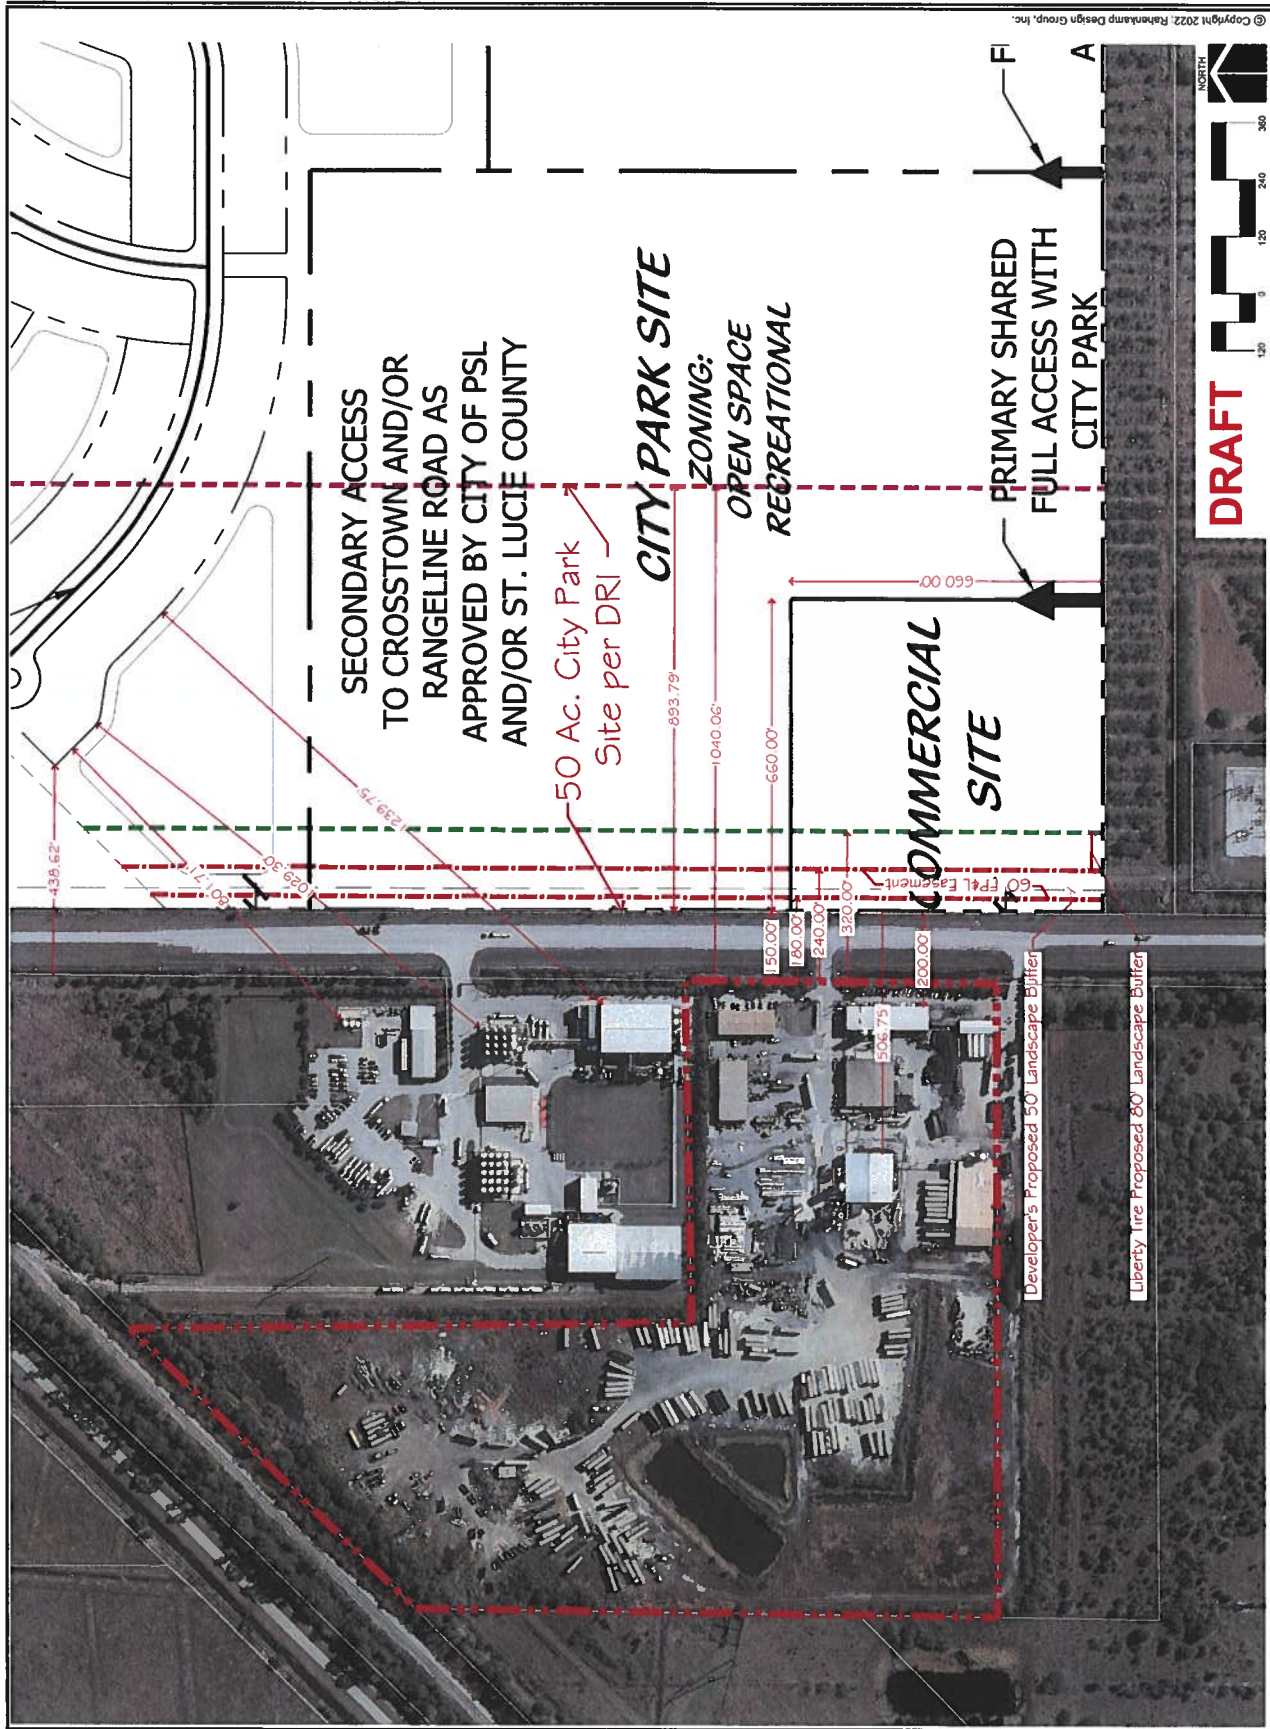 © Copyright 2022; Rahenkamp Design Group, Inc.
NORTH
120 0 120 240 360
DRAFT
F
A
SECONDARY ACCESS
TO CROSSTOWN AND/OR
RANGELINE ROAD AS
APPROVED BY CITY OF PSL
AND/OR ST. LUCIE COUNTY
CITY PARK SITE
ZONING:
OPEN SPACE
RECREATIONAL
PRIMARY SHARED
FULL ACCESS WITH
CITY PARK
50 Ac. City Park
Site per DRI
COMMERCIAL
SITE
438.62'
801.71'
1029.30'
1239.75'
893.79'
1040.06'
660.00'
660.00'
150.00'
180.00'
240.00'
320.00'
200.00'
506.75'
60' FP&L Easement
Developer's Proposed 50' Landscape Buffer
Liberty Tire Proposed 80' Landscape Buffer